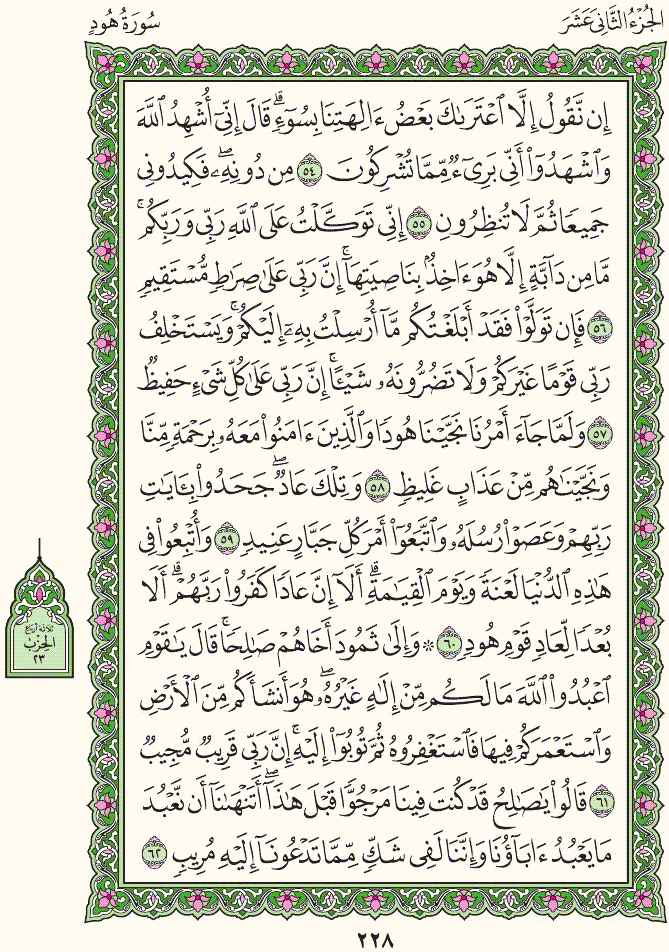 الجُزْءُ الثَّانِيَ عَشَرَ
سُورَةُ هُودٍ
إِن نَّقُولُ إِلَّا ٱعْتَرَىٰكَ بَعْضُ ءَالِهَتِنَا بِسُوٓءٍۗ قَالَ إِنِّىٓ أُشْهِدُ ٱللَّهَ
وَٱشْهَدُوٓا۟ أَنِّى بَرِىٓءٌ مِّمَّا تُشْرِكُونَ ٥٤ مِن دُونِهِۦۖ فَكِيدُونِى
جَمِيعًا ثُمَّ لَا تُنظِرُونِ ٥٥ إِنِّى تَوَكَّلْتُ عَلَى ٱللَّهِ رَبِّى وَرَبِّكُمۚ
مَّا مِن دَآبَّةٍ إِلَّا هُوَ ءَاخِذٌۢ بِنَاصِيَتِهَآۚ إِنَّ رَبِّى عَلَىٰ صِرَٰطٍ مُّسْتَقِيمٍ
٥٦ فَإِن تَوَلَّوْا۟ فَقَدْ أَبْلَغْتُكُم مَّآ أُرْسِلْتُ بِهِۦٓ إِلَيْكُمْۚ وَيَسْتَخْلِفُ
رَبِّى قَوْمًا غَيْرَكُمْ وَلَا تَضُرُّونَهُۥ شَيْـًٔاۚ إِنَّ رَبِّى عَلَىٰ كُلِّ شَىْءٍ حَفِيظٌ
٥٧ وَلَمَّا جَآءَ أَمْرُنَا نَجَّيْنَا هُودًا وَٱلَّذِينَ ءَامَنُوا۟ مَعَهُۥ بِرَحْمَةٍ مِّنَّا
وَنَجَّيْنَٰهُم مِّنْ عَذَابٍ غَلِيظٍ ٥٨ وَتِلْكَ عَادٌۖ جَحَدُوا۟ بِـَٔايَٰتِ
رَبِّهِمْ وَعَصَوْا۟ رُسُلَهُۥ وَٱتَّبَعُوٓا۟ أَمْرَ كُلِّ جَبَّارٍ عَنِيدٍ ٥٩ وَأُتْبِعُوا۟ فِى
هَٰذِهِ ٱلدُّنْيَا لَعْنَةً وَيَوْمَ ٱلْقِيَٰمَةِۗ أَلَآ إِنَّ عَادًا كَفَرُوا۟ رَبَّهُمْۗ أَلَا
بُعْدًا لِّعَادٍ قَوْمِ هُودٍ ٦٠ ۞ وَإِلَىٰ ثَمُودَ أَخَاهُمْ صَٰلِحًاۚ قَالَ يَٰقَوْمِ
ٱعْبُدُوا۟ ٱللَّهَ مَا لَكُم مِّنْ إِلَٰهٍ غَيْرُهُۥۖ هُوَ أَنشَأَكُم مِّنَ ٱلْأَرْضِ
وَٱسْتَعْمَرَكُمْ فِيهَا فَٱسْتَغْفِرُوهُ ثُمَّ تُوبُوٓا۟ إِلَيْهِۚ إِنَّ رَبِّى قَرِيبٌ مُّجِيبٌ
٦١ قَالُوا۟ يَٰصَٰلِحُ قَدْ كُنتَ فِينَا مَرْجُوًّا قَبْلَ هَٰذَآۖ أَتَنْهَىٰنَآ أَن نَّعْبُدَ
مَا يَعْبُدُ ءَابَآؤُنَا وَإِنَّنَا لَفِى شَكٍّ مِّمَّا تَدْعُونَآ إِلَيْهِ مُرِيبٍ ٦٢
ثلاثة أرباع
الحزب
٢٣
٢٢٨